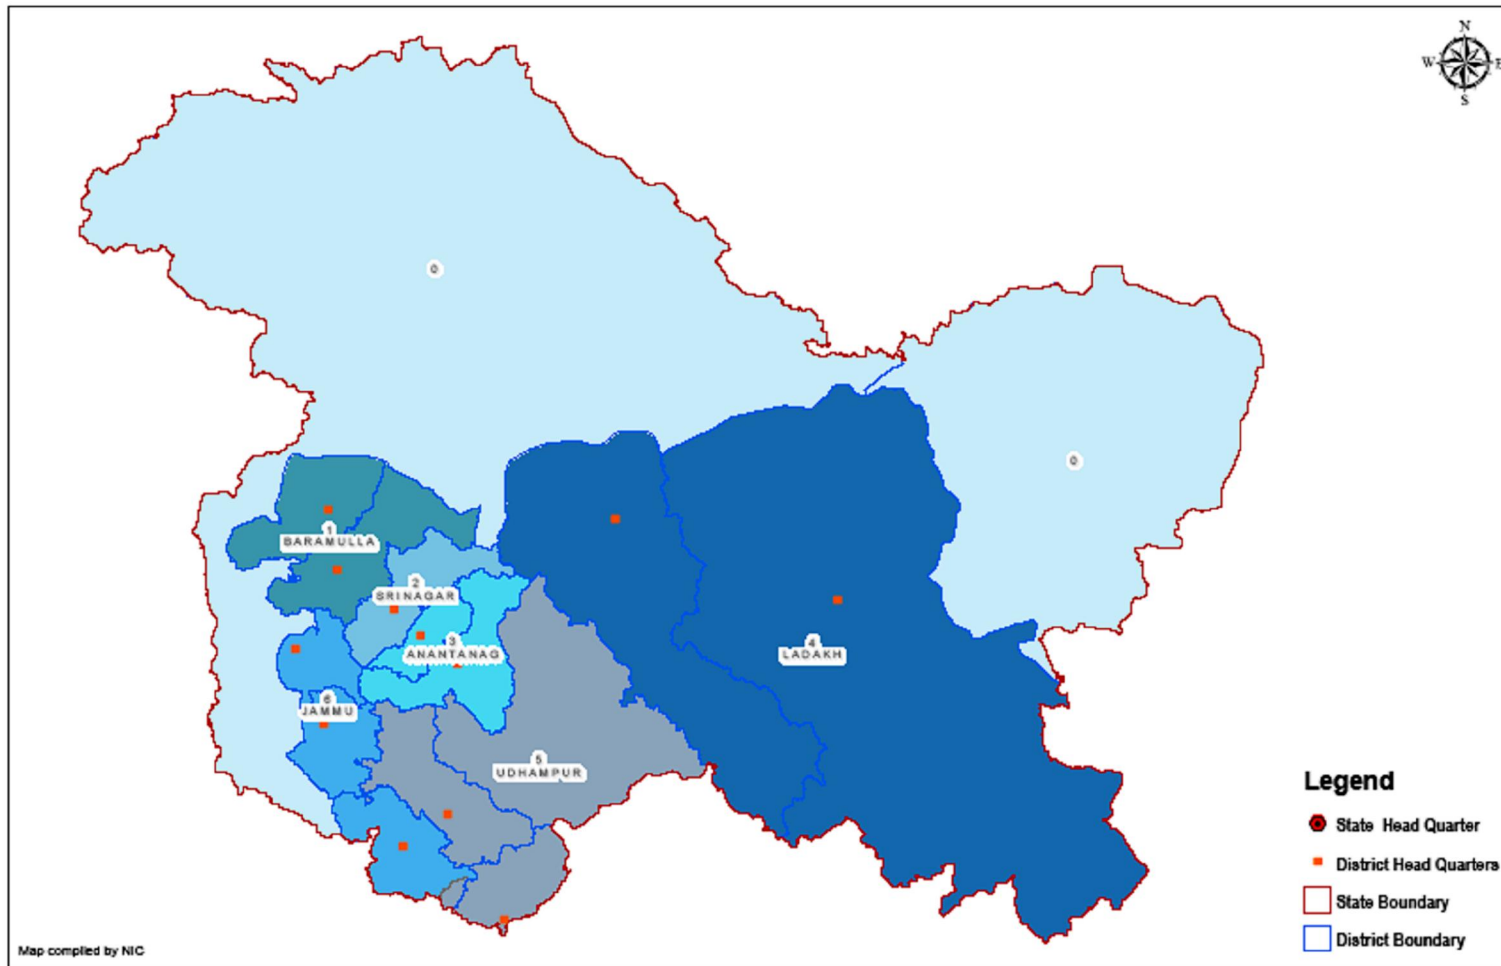 N
W E
S
0
0
1
BARAMULLA
2
SRINAGAR
3
ANANTANAG
4
LADAKH
6
JAMMU
5
UDHAMPUR
Legend
State Head Quarter
District Head Quarters
State Boundary
District Boundary
Map compiled by NIC